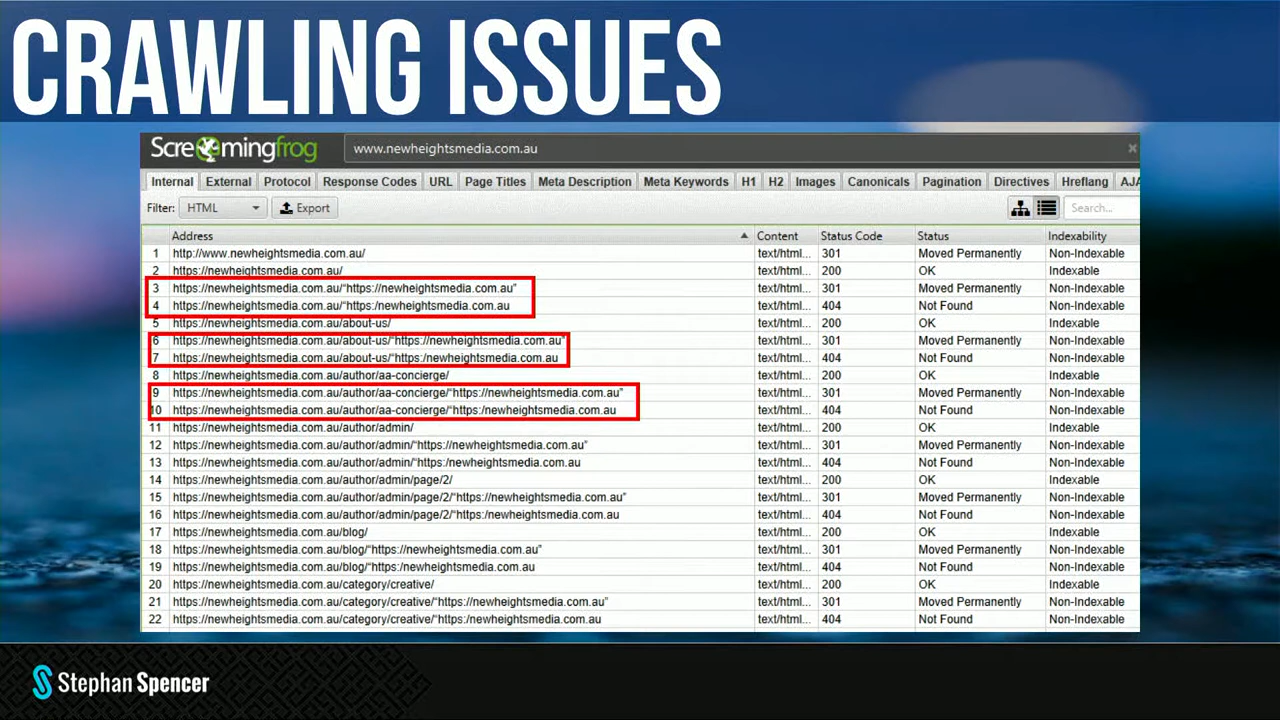 CRAWLING ISSUES
Screamingfrog www.newheightsmedia.com.au ×
Internal External Protocol Response Codes URL Page Titles Meta Description Meta Keywords H1 H2 Images Canonicals Pagination Directives Hreflang AJA
Filter: HTML Export Search...
Address Content Status Code Status Indexability
1 http://www.newheightsmedia.com.au/ text/html... 301 Moved Permanently Non-Indexable
2 https://newheightsmedia.com.au/ text/html... 200 OK Indexable
3 https://newheightsmedia.com.au/“https://newheightsmedia.com.au” text/html... 301 Moved Permanently Non-Indexable
4 https://newheightsmedia.com.au/“https:/newheightsmedia.com.au text/html... 404 Not Found Non-Indexable
5 https://newheightsmedia.com.au/about-us/ text/html... 200 OK Indexable
6 https://newheightsmedia.com.au/about-us/“https://newheightsmedia.com.au” text/html... 301 Moved Permanently Non-Indexable
7 https://newheightsmedia.com.au/about-us/“https:/newheightsmedia.com.au text/html... 404 Not Found Non-Indexable
8 https://newheightsmedia.com.au/author/aa-concierge/ text/html... 200 OK Indexable
9 https://newheightsmedia.com.au/author/aa-concierge/“https://newheightsmedia.com.au” text/html... 301 Moved Permanently Non-Indexable
10 https://newheightsmedia.com.au/author/aa-concierge/“https:/newheightsmedia.com.au text/html... 404 Not Found Non-Indexable
11 https://newheightsmedia.com.au/author/admin/ text/html... 200 OK Indexable
12 https://newheightsmedia.com.au/author/admin/“https://newheightsmedia.com.au” text/html... 301 Moved Permanently Non-Indexable
13 https://newheightsmedia.com.au/author/admin/“https:/newheightsmedia.com.au text/html... 404 Not Found Non-Indexable
14 https://newheightsmedia.com.au/author/admin/page/2/ text/html... 200 OK Indexable
15 https://newheightsmedia.com.au/author/admin/page/2/“https://newheightsmedia.com.au” text/html... 301 Moved Permanently Non-Indexable
16 https://newheightsmedia.com.au/author/admin/page/2/“https:/newheightsmedia.com.au text/html... 404 Not Found Non-Indexable
17 https://newheightsmedia.com.au/blog/ text/html... 200 OK Indexable
18 https://newheightsmedia.com.au/blog/“https://newheightsmedia.com.au” text/html... 301 Moved Permanently Non-Indexable
19 https://newheightsmedia.com.au/blog/“https:/newheightsmedia.com.au text/html... 404 Not Found Non-Indexable
20 https://newheightsmedia.com.au/category/creative/ text/html... 200 OK Indexable
21 https://newheightsmedia.com.au/category/creative/“https://newheightsmedia.com.au” text/html... 301 Moved Permanently Non-Indexable
22 https://newheightsmedia.com.au/category/creative/“https:/newheightsmedia.com.au text/html... 404 Not Found Non-Indexable
Stephan Spencer